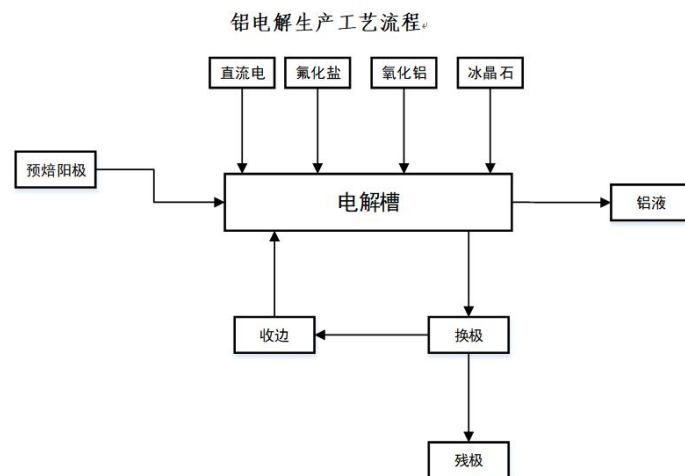 铝电解生产工艺流程
直流电
氟化盐
氧化铝
冰晶石
预焙阳极
电解槽
铝液
收边
换极
残极